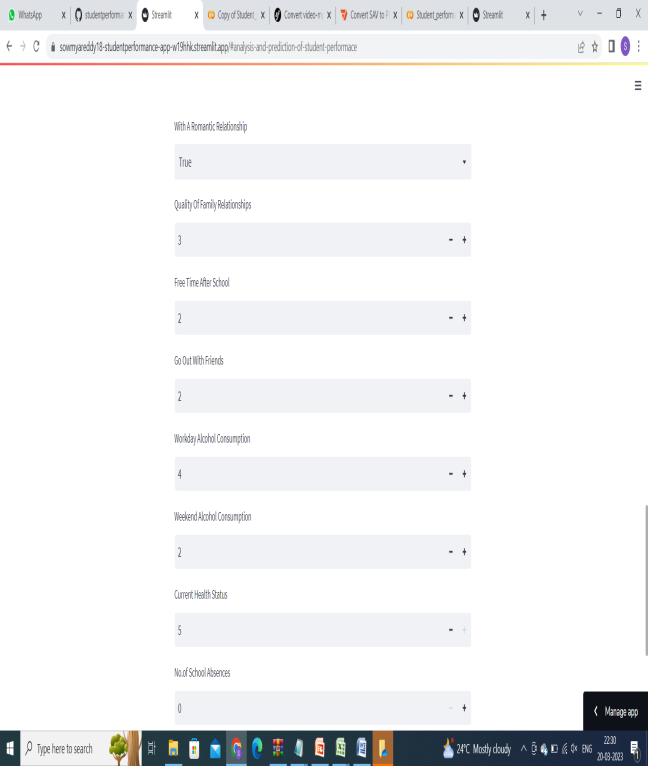 WhatsApp
studentperforma
Streamlit
Copy of Student_
Convert video-n
Convert SAV to
Student_perform
Streamlit
sowmyareddy18-studentperformance-app-w19hhk.streamlit.app/#analysis-and-prediction-of-student-performace
S
With A Romantic Relationship
True
Quality Of Family Relationships
3
Free Time After School
2
Go Out With Friends
2
Workday Alcohol Consumption
4
Weekend Alcohol Consumption
2
Current Health Status
5
No.of School Absences
0
Manage app
Type here to search
24°C Mostly cloudy
ENG
22:30
20-03-2023